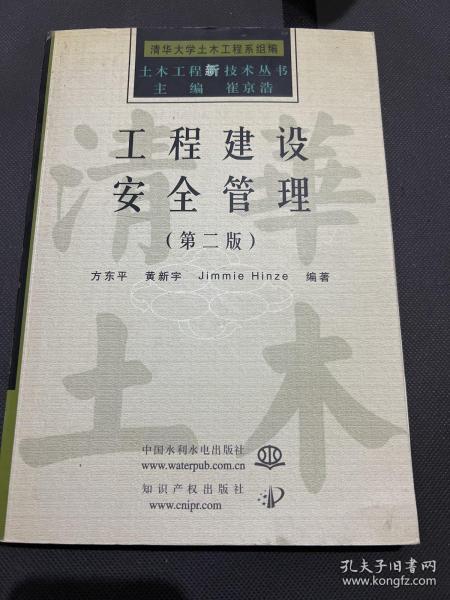 清华大学土木工程系组编
土木工程新技术丛书
主 编 崔京浩
清華
土木
工程建设
安全管理
（第二版）
方东平 黄新宇 Jimmie Hinze 编著
中国水利水电出版社
www.waterpub.com.cn
知识产权出版社
www.cnipr.com
孔夫子旧书网
www.kongfz.com